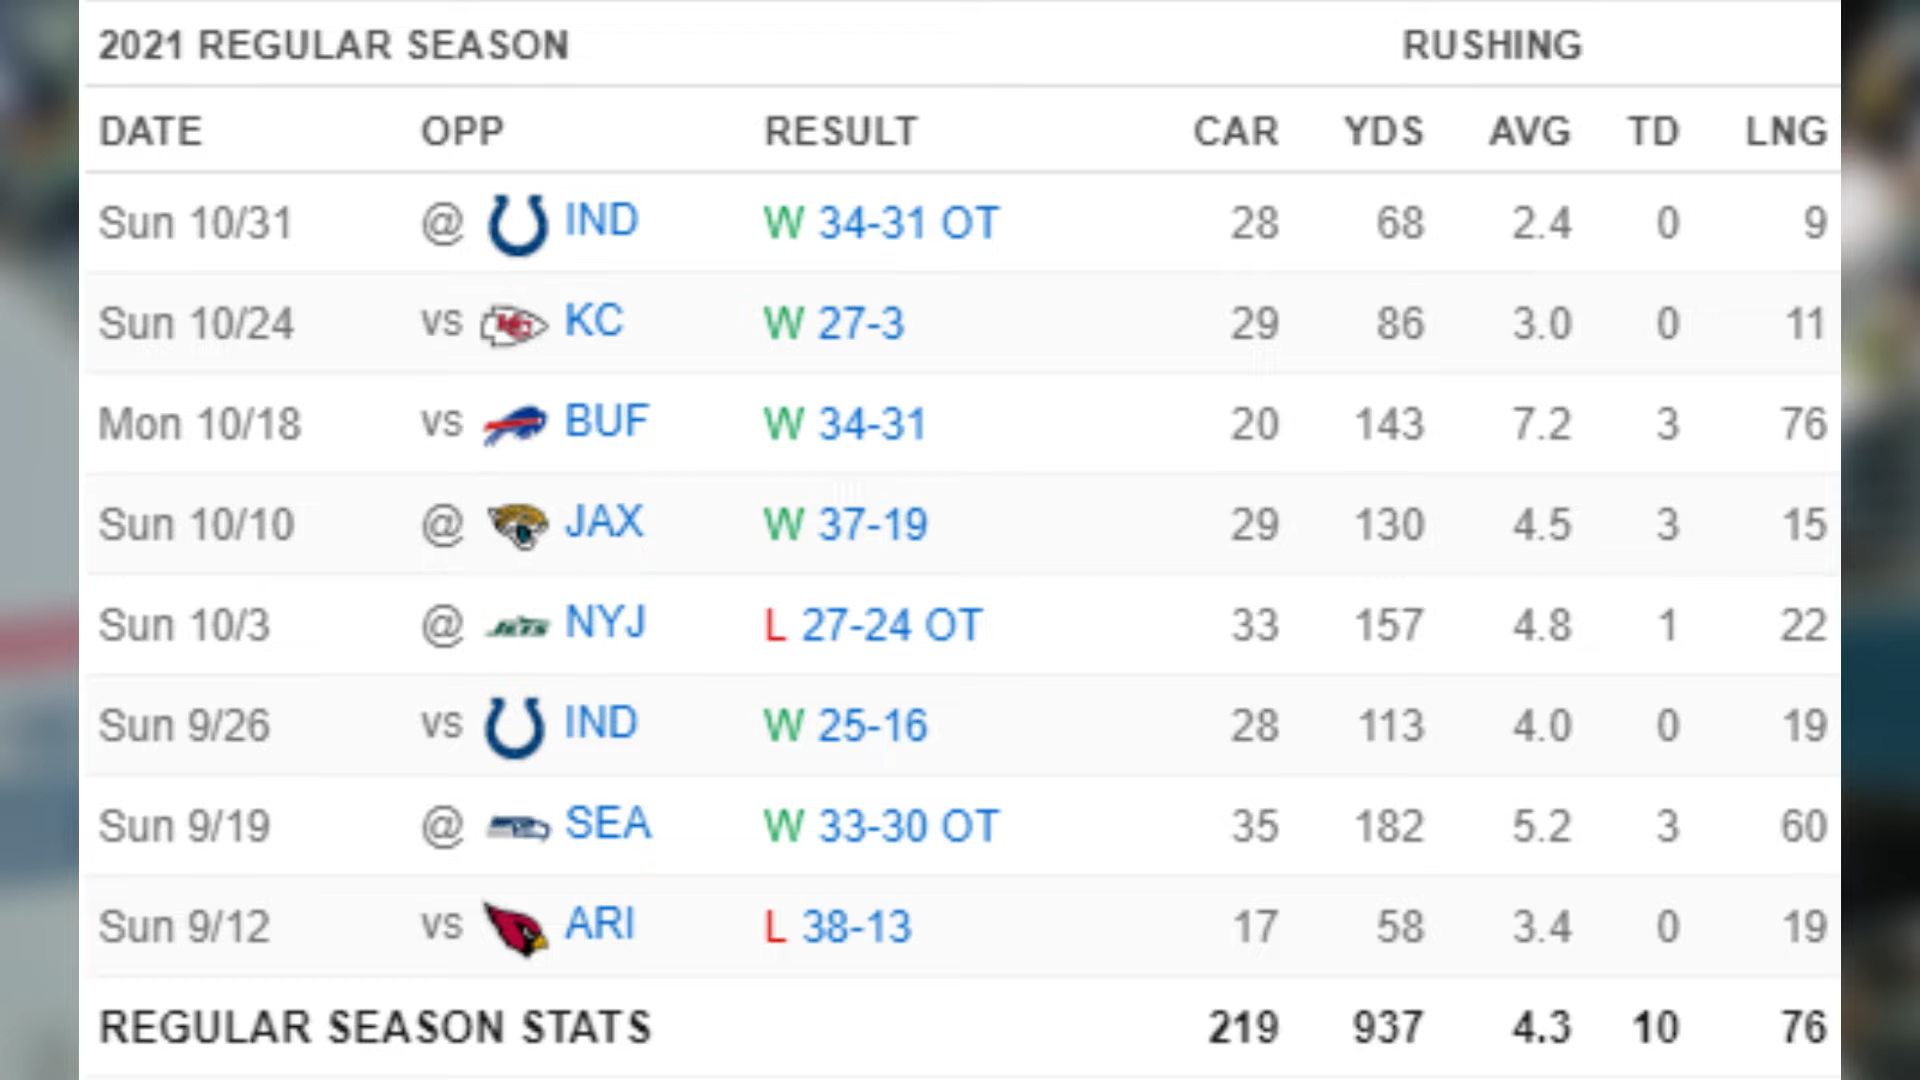 2021 REGULAR SEASON RUSHING
DATE OPP RESULT CAR YDS AVG TD LNG
Sun 10/31 @ IND W 34-31 OT 28 68 2.4 0 9
Sun 10/24 vs KC W 27-3 29 86 3.0 0 11
Mon 10/18 vs BUF W 34-31 20 143 7.2 3 76
Sun 10/10 @ JAX W 37-19 29 130 4.5 3 15
Sun 10/3 @ JETS NYJ L 27-24 OT 33 157 4.8 1 22
Sun 9/26 vs IND W 25-16 28 113 4.0 0 19
Sun 9/19 @ SEA W 33-30 OT 35 182 5.2 3 60
Sun 9/12 vs ARI L 38-13 17 58 3.4 0 19
REGULAR SEASON STATS 219 937 4.3 10 76